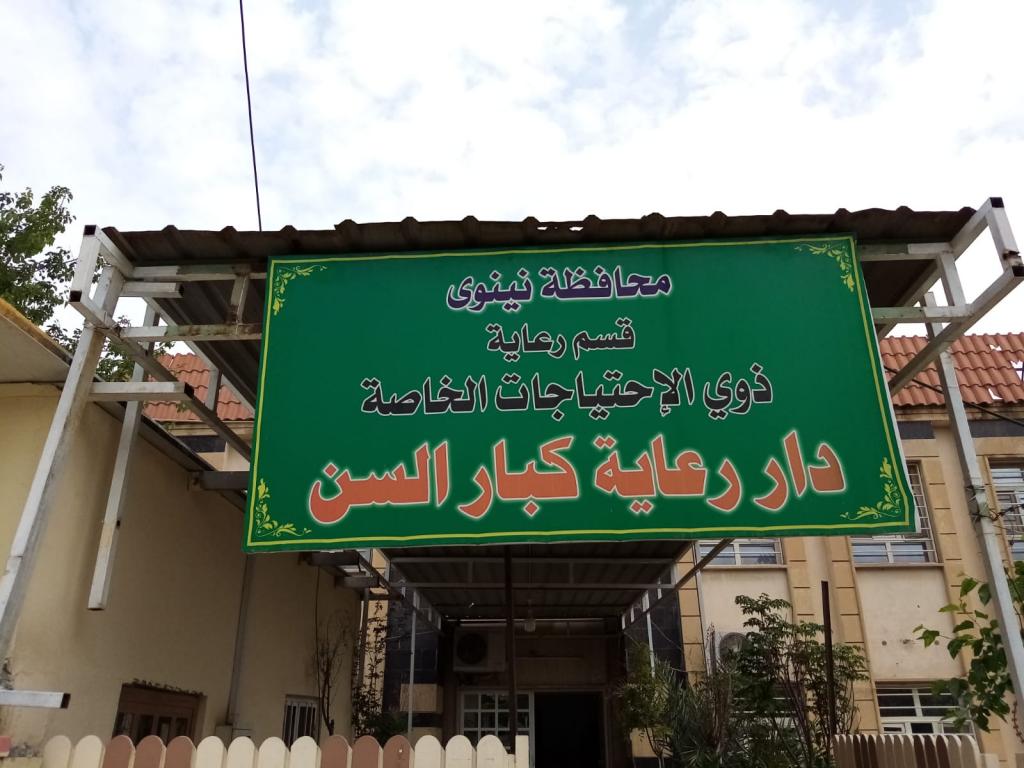 محافظة نينوى
قسم رعاية
ذوي الإحتياجات الخاصة
دار رعاية كبار السن